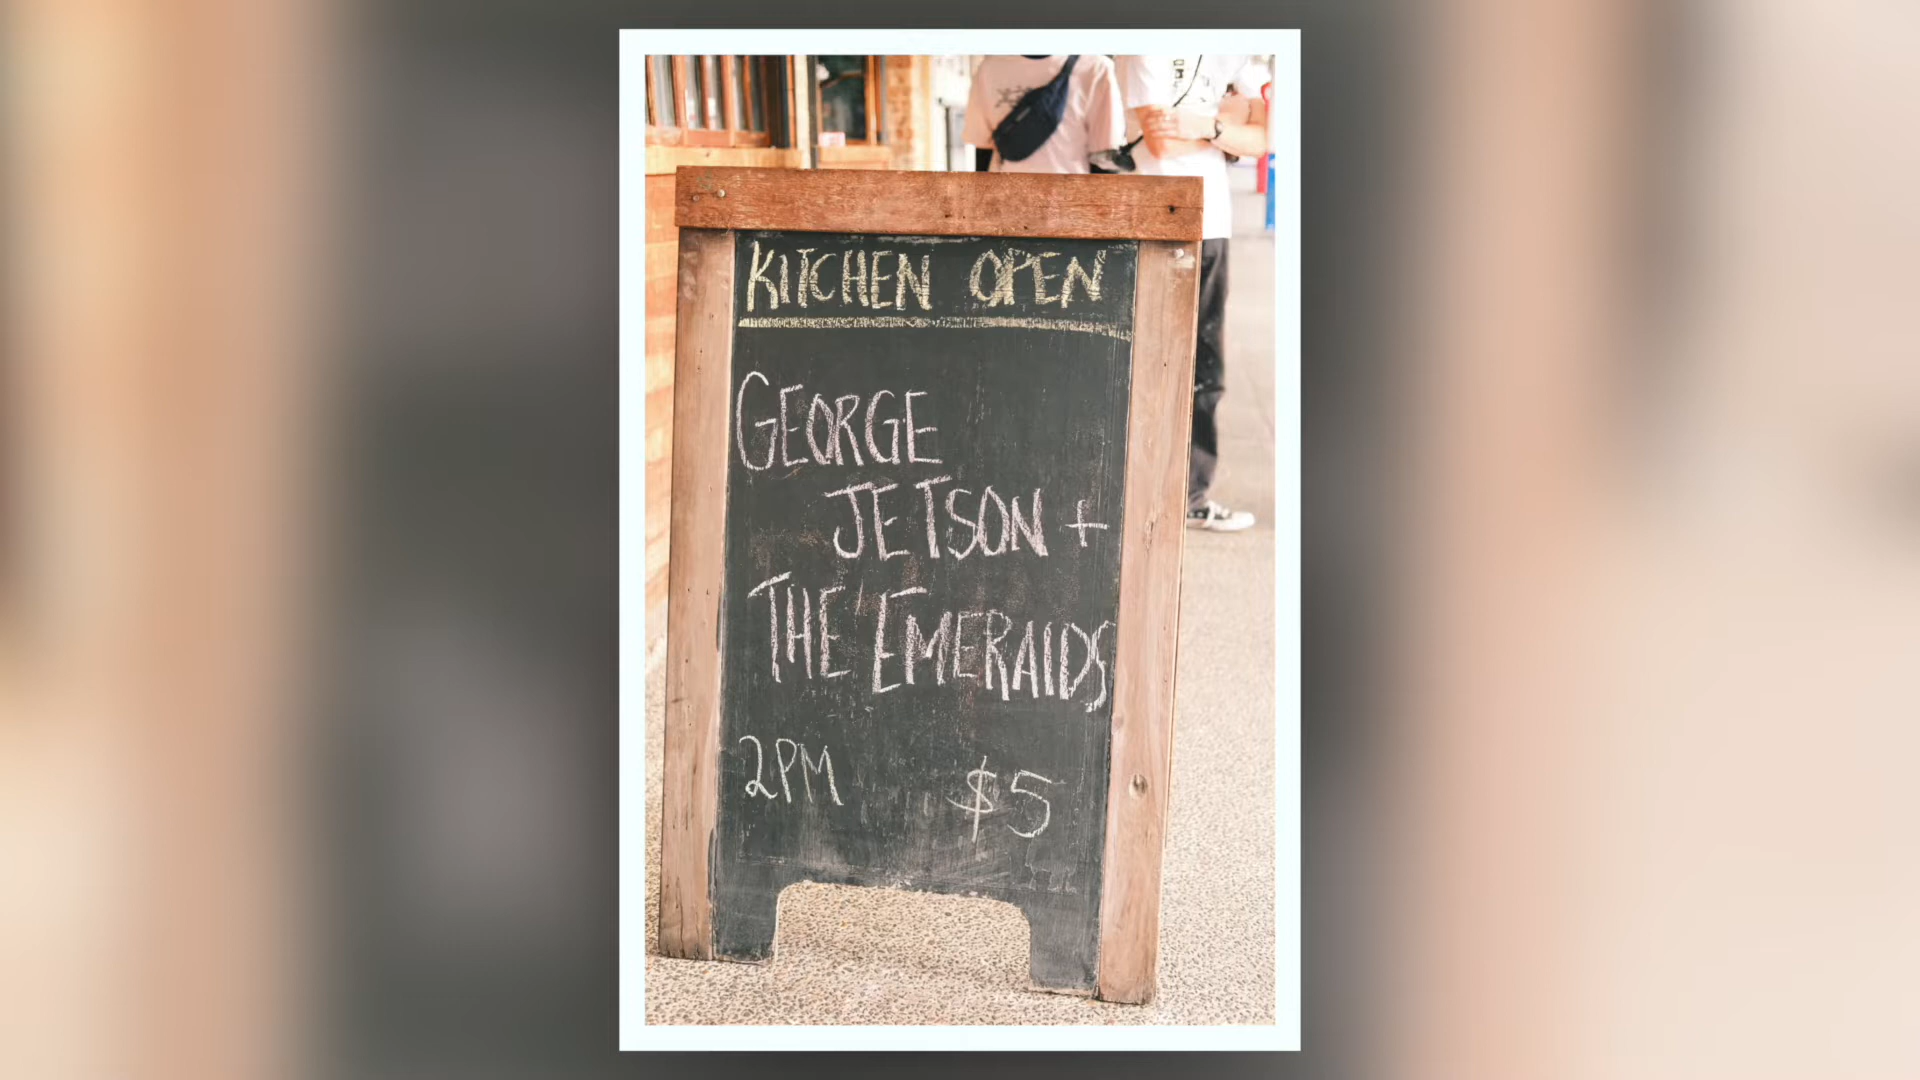 KITCHEN OPEN
GEORGE
JETSON +
THE EMERAlDS
2PM $5